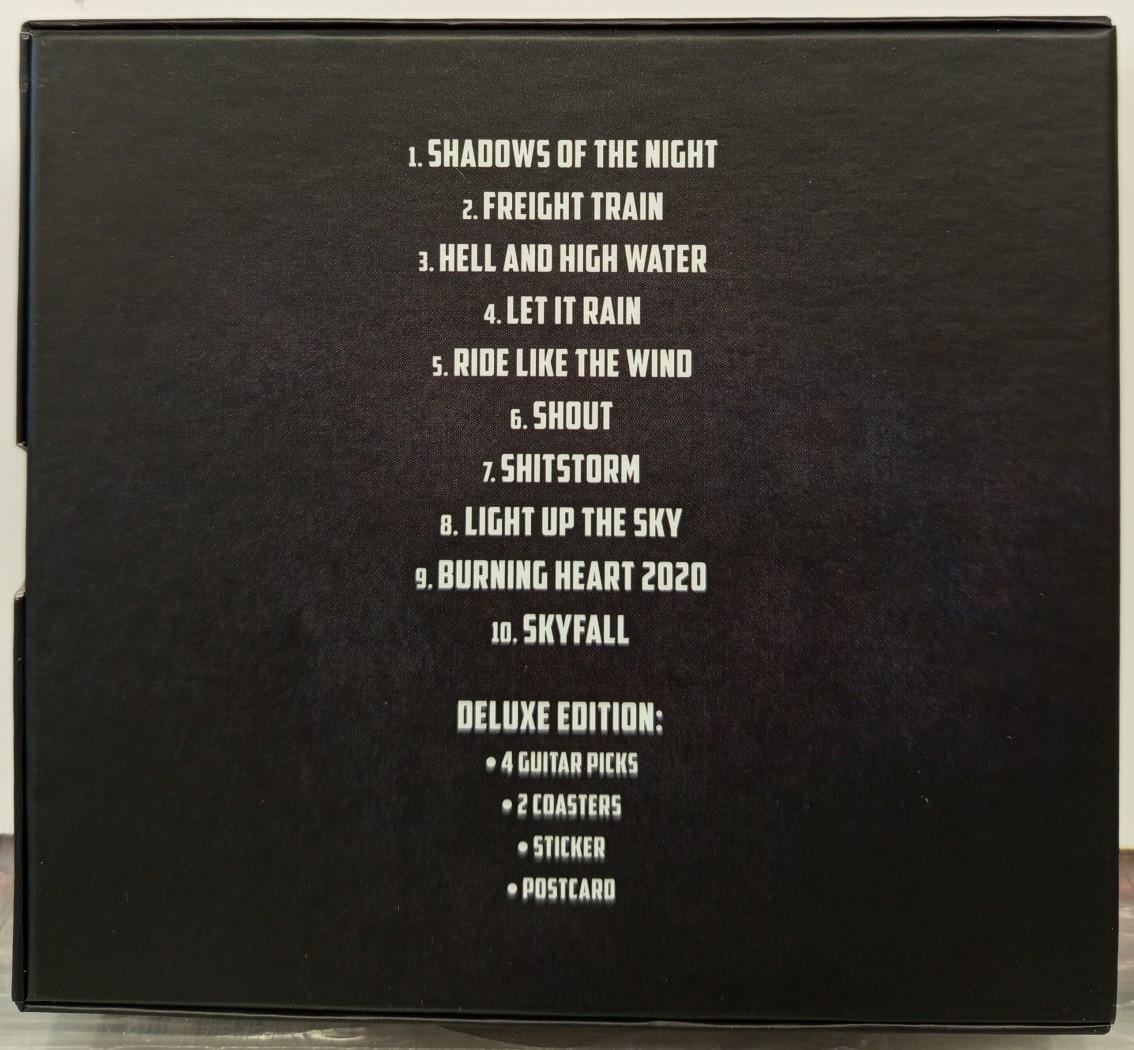 1. SHADOWS OF THE NIGHT
2. FREIGHT TRAIN
3. HELL AND HIGH WATER
4. LET IT RAIN
5. RIDE LIKE THE WIND
6. SHOUT
7. SHITSTORM
8. LIGHT UP THE SKY
9. BURNING HEART 2020
10. SKYFALL
DELUXE EDITION:
• 4 GUITAR PICKS
• 2 COASTERS
• STICKER
• POSTCARD